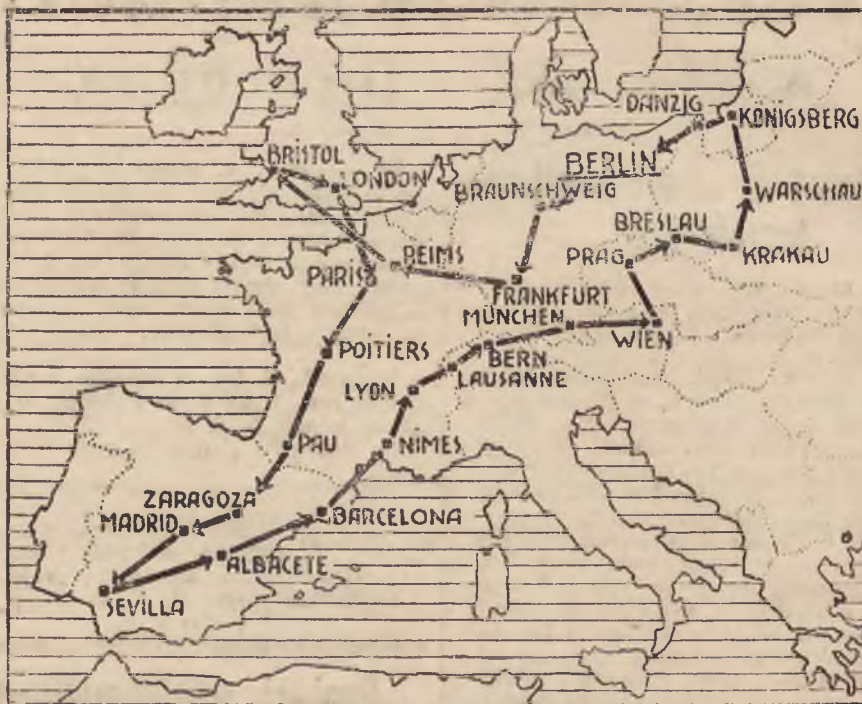 DANZIG
KÖNIGSBERG
BRISTOL
BERLIN
LONDON
BRAUNSCHWEIG
WARSCHAU
BRESLAU
REIMS
PRAG
KRAKAU
PARIS
FRANKFURT
MÜNCHEN
WIEN
POITIERS
BERN
LYON
LAUSANNE
PAU
NIMES
ZARAGOZA
MADRID
BARCELONA
ALBACETE
SEVILLA